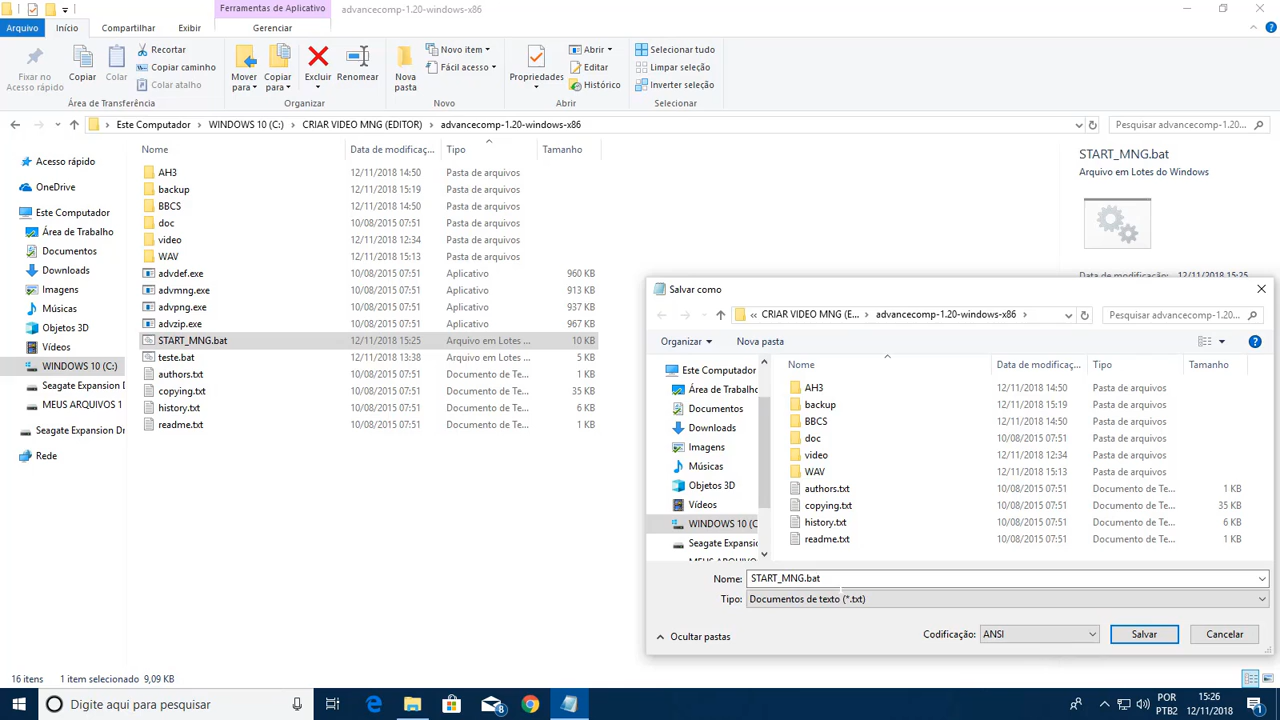 Ferramentas de Aplicativo
advancecomp-1.20-windows-x86
Arquivo
Início
Compartilhar
Exibir
Gerenciar
Fixar no
Acesso rápido
Copiar
Colar
Recortar
Copiar caminho
Colar atalho
Área de Transferência
Mover
para
Copiar
para
Excluir
Renomear
Organizar
Nova
pasta
Novo item
Fácil acesso
Novo
Propriedades
Abrir
Editar
Histórico
Abrir
Selecionar tudo
Limpar seleção
Inverter seleção
Selecionar
Este Computador
WINDOWS 10 (C:)
CRIAR VIDEO MNG (EDITOR)
advancecomp-1.20-windows-x86
Pesquisar advancecomp-1.20...
Acesso rápido
OneDrive
Este Computador
Área de Trabalho
Documentos
Downloads
Imagens
Músicas
Objetos 3D
Vídeos
WINDOWS 10 (C:)
Seagate Expansion D
MEUS ARQUIVOS 1
Seagate Expansion Dr
Rede
Nome Data de modificaç... Tipo Tamanho
AH3 12/11/2018 14:50 Pasta de arquivos
backup 12/11/2018 15:19 Pasta de arquivos
BBCS 12/11/2018 14:50 Pasta de arquivos
doc 10/08/2015 07:51 Pasta de arquivos
video 12/11/2018 12:34 Pasta de arquivos
WAV 12/11/2018 15:13 Pasta de arquivos
advdef.exe 10/08/2015 07:51 Aplicativo 960 KB
advmng.exe 10/08/2015 07:51 Aplicativo 913 KB
advpng.exe 10/08/2015 07:51 Aplicativo 937 KB
advzip.exe 10/08/2015 07:51 Aplicativo 967 KB
START_MNG.bat 12/11/2018 15:25 Arquivo em Lotes ... 10 KB
teste.bat 12/11/2018 13:38 Arquivo em Lotes ... 5 KB
authors.txt 10/08/2015 07:51 Documento de Te... 1 KB
copying.txt 10/08/2015 07:51 Documento de Te... 35 KB
history.txt 10/08/2015 07:51 Documento de Te... 6 KB
readme.txt 10/08/2015 07:51 Documento de Te... 1 KB
START_MNG.bat
Arquivo em Lotes do Windows
Data de modificação: 12/11/2018 15:25
Salvar como
« CRIAR VIDEO MNG (E...
advancecomp-1.20-windows-x86
Pesquisar advancecomp-1.20...
Organizar
Nova pasta
Este Computador
Área de Trabalho
Documentos
Downloads
Imagens
Músicas
Objetos 3D
Vídeos
WINDOWS 10 (C
Seagate Expansio
Nome Data de modificaç... Tipo Tamanho
AH3 12/11/2018 14:50 Pasta de arquivos
backup 12/11/2018 15:19 Pasta de arquivos
BBCS 12/11/2018 14:50 Pasta de arquivos
doc 10/08/2015 07:51 Pasta de arquivos
video 12/11/2018 12:34 Pasta de arquivos
WAV 12/11/2018 15:13 Pasta de arquivos
authors.txt 10/08/2015 07:51 Documento de Te... 1 KB
copying.txt 10/08/2015 07:51 Documento de Te... 35 KB
history.txt 10/08/2015 07:51 Documento de Te... 6 KB
readme.txt 10/08/2015 07:51 Documento de Te... 1 KB
Nome: START_MNG.bat
Tipo: Documentos de texto (*.txt)
Ocultar pastas
Codificação: ANSI
Salvar
Cancelar
16 itens 1 item selecionado 9,09 KB
Digite aqui para pesquisar
8
POR
PTB2
15:26
12/11/2018
1